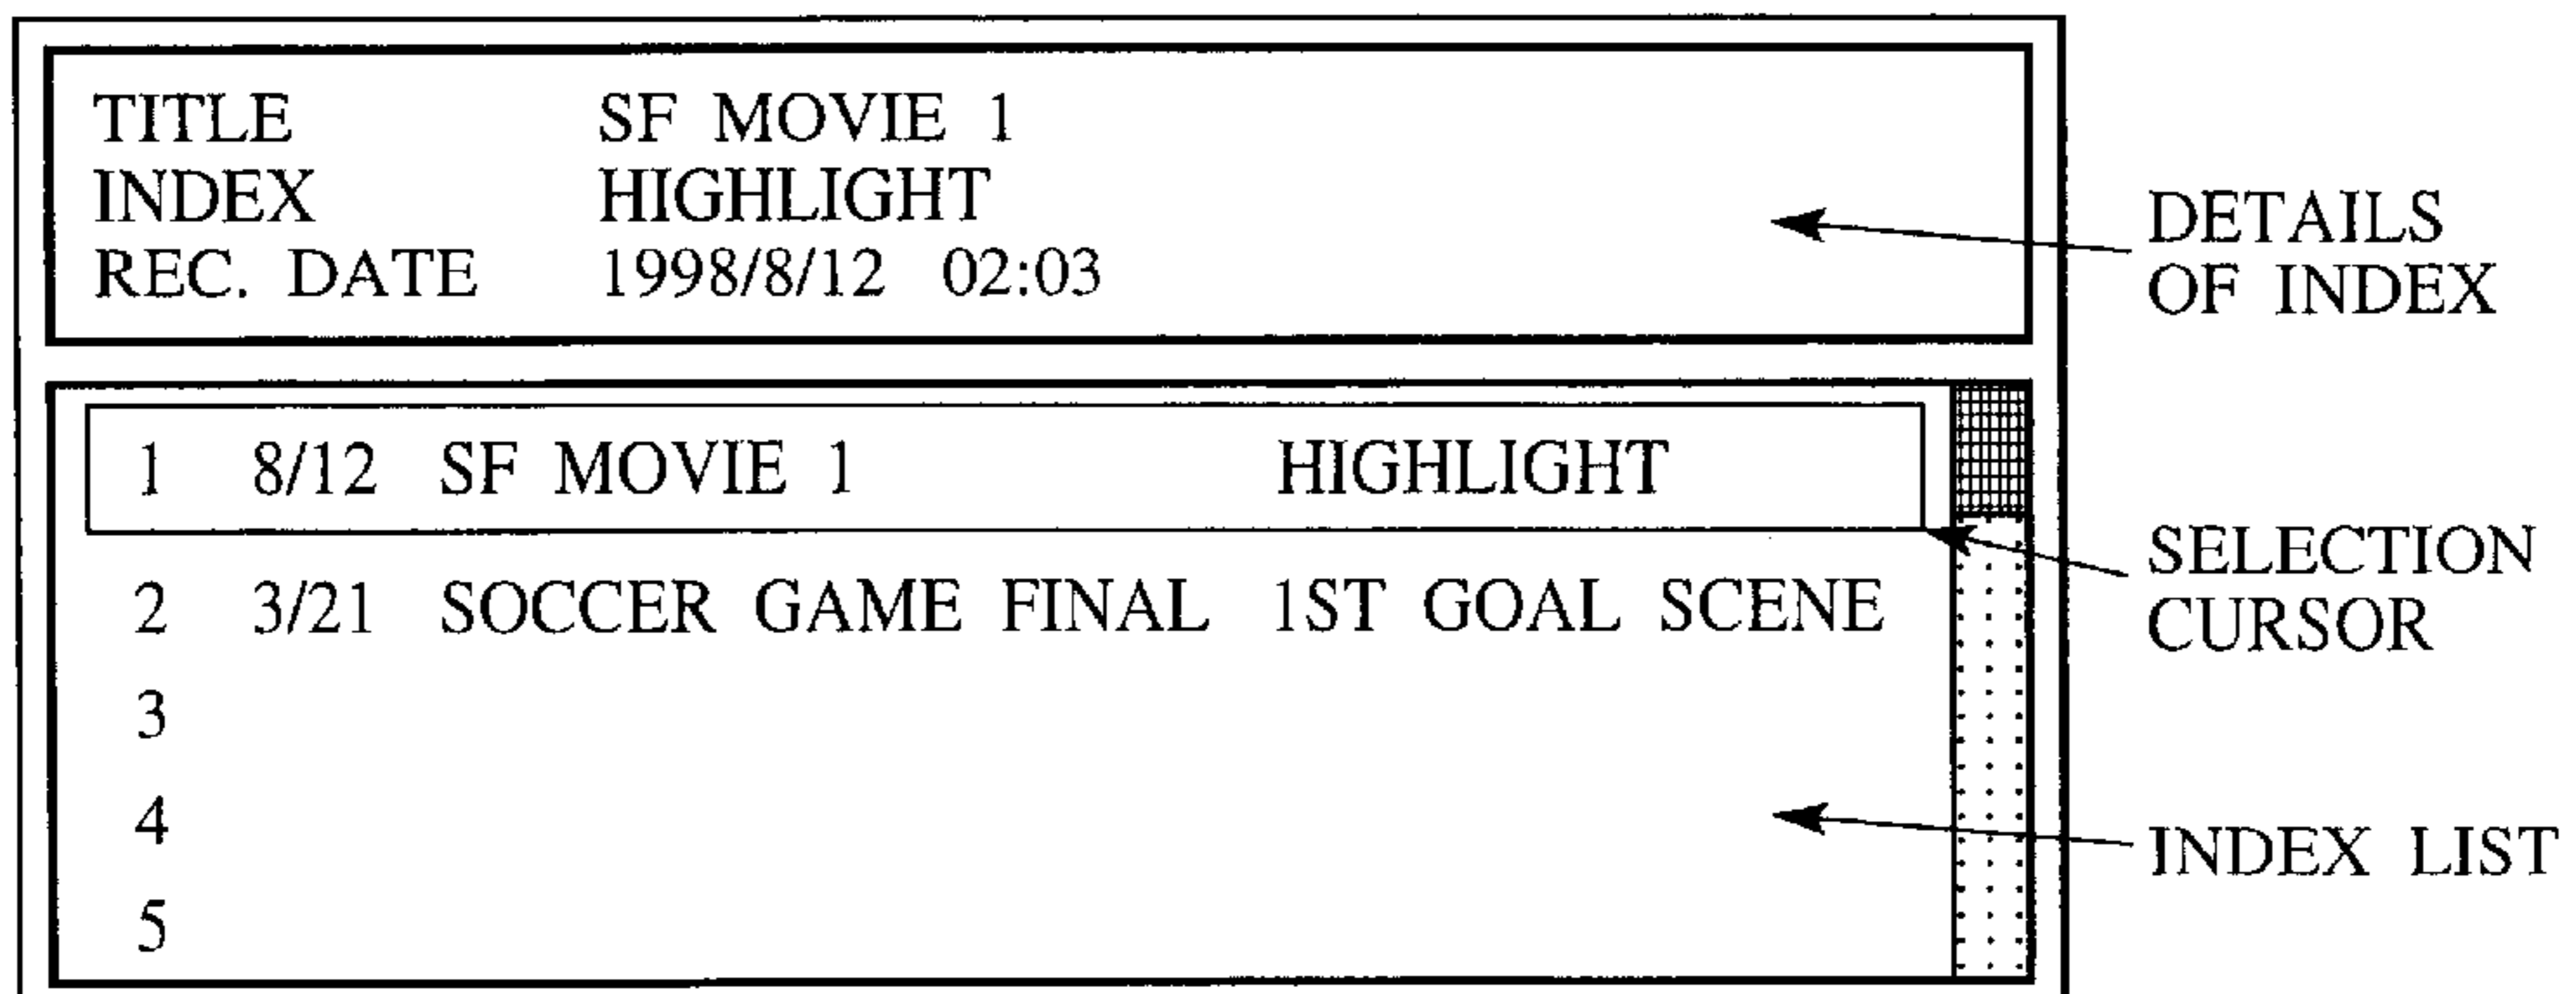 TITLE SF MOVIE 1
INDEX HIGHLIGHT
REC. DATE 1998/8/12 02:03
DETAILS
OF INDEX
1 8/12 SF MOVIE 1 HIGHLIGHT
2 3/21 SOCCER GAME FINAL 1ST GOAL SCENE
3
4
5
SELECTION
CURSOR
INDEX LIST